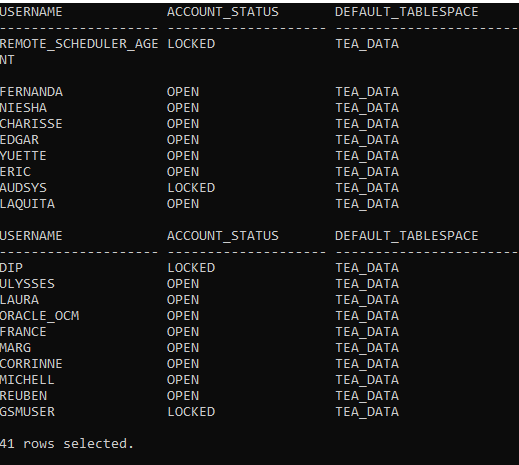 USERNAME ACCOUNT_STATUS DEFAULT_TABLESPACE
-------------------- -------------------- --------------------
REMOTE_SCHEDULER_AGE LOCKED TEA_DATA
NT
FERNANDA OPEN TEA_DATA
NIESHA OPEN TEA_DATA
CHARISSE OPEN TEA_DATA
EDGAR OPEN TEA_DATA
YUETTE OPEN TEA_DATA
ERIC OPEN TEA_DATA
AUDSYS LOCKED TEA_DATA
LAQUITA OPEN TEA_DATA
USERNAME ACCOUNT_STATUS DEFAULT_TABLESPACE
-------------------- -------------------- --------------------
DIP LOCKED TEA_DATA
ULYSSES OPEN TEA_DATA
LAURA OPEN TEA_DATA
ORACLE_OCM OPEN TEA_DATA
FRANCE OPEN TEA_DATA
MARG OPEN TEA_DATA
CORRINNE OPEN TEA_DATA
MICHELL OPEN TEA_DATA
REUBEN OPEN TEA_DATA
GSMUSER LOCKED TEA_DATA
41 rows selected.